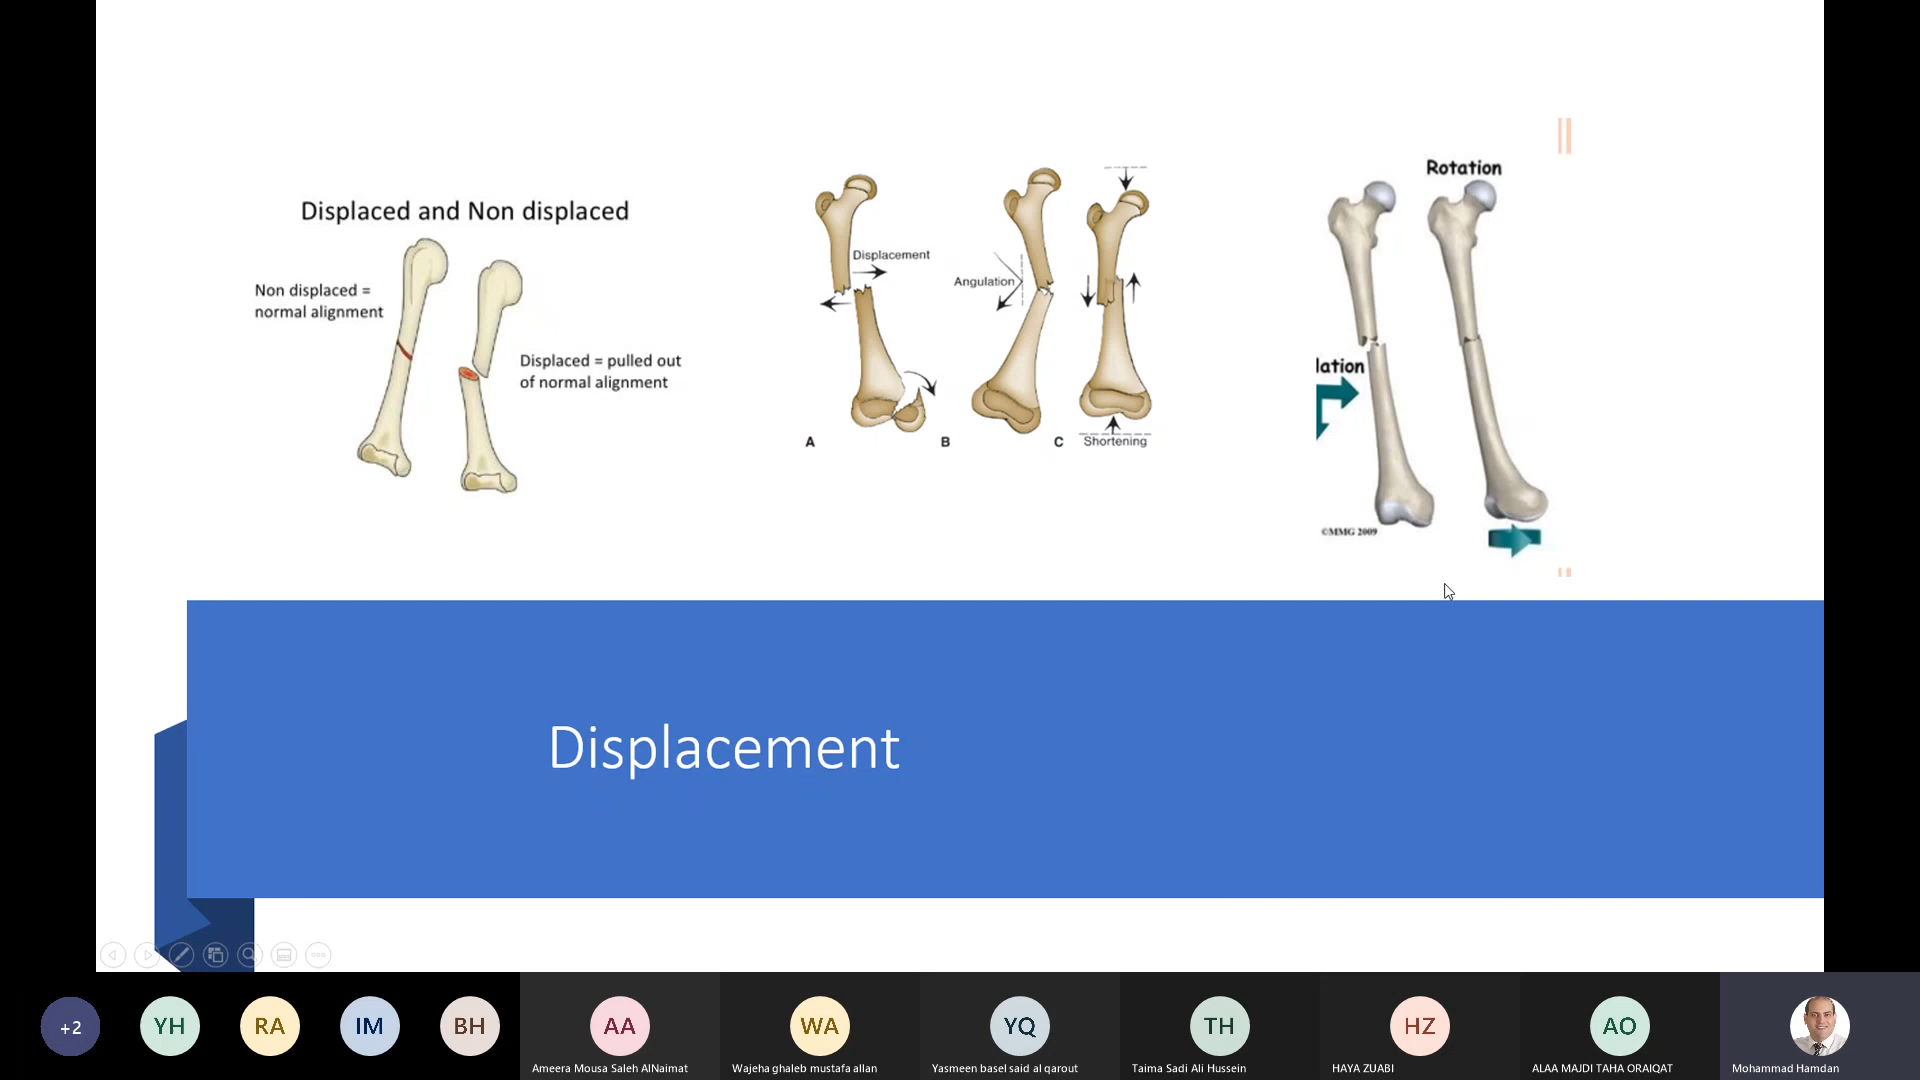 Displaced and Non displaced
Non displaced =
normal alignment
Displaced = pulled out
of normal alignment
Displacement
Angulation
A
B
C
Shortening
Rotation
lation
©MMG 2009
Displacement
+2
YH
RA
IM
BH
AA
WA
YQ
TH
HZ
AO
Ameera Mousa Saleh AlNaimat
Wajeha ghaleb mustafa allan
Yasmeen basel said al qarout
Taima Sadi Ali Hussein
HAYA ZUABI
ALAA MAJDI TAHA ORAIQAT
Mohammad Hamdan